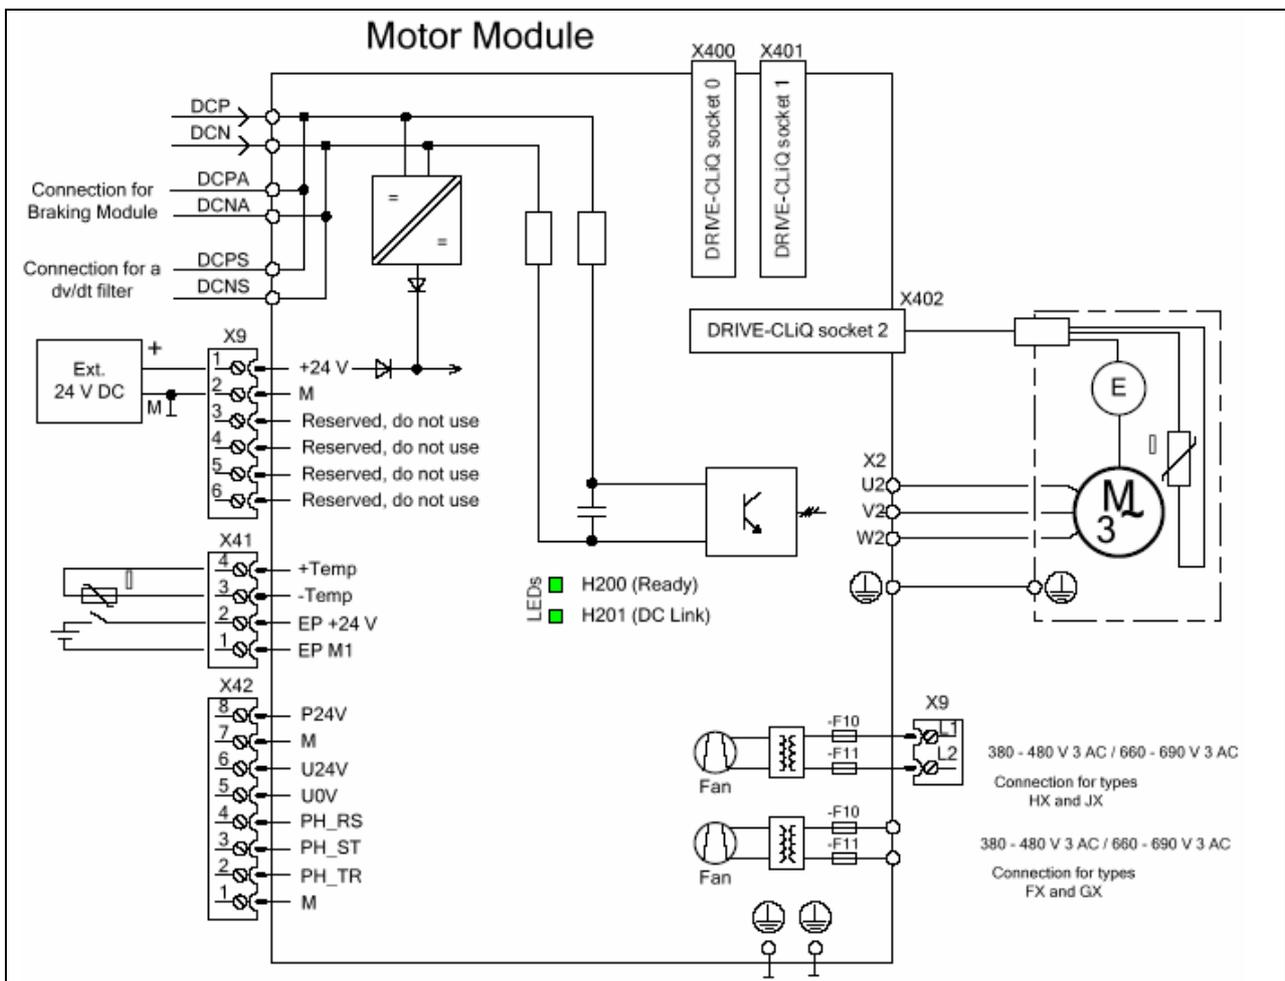 Motor Module
X400
X401
DRIVE-CLiQ socket 0
DRIVE-CLiQ socket 1
DCP
DCN
DCPA
Connection for
Braking Module
DCNA
DCPS
Connection for a
dv/dt filter
DCNS
=
=
X402
DRIVE-CLiQ socket 2
X9
Ext.
24 V DC
+
M
1 +24 V
2 M
3 Reserved, do not use
4 Reserved, do not use
5 Reserved, do not use
6 Reserved, do not use
E
M
3~
X2
U2
V2
W2
X41
4 +Temp
3 -Temp
2 EP +24 V
1 EP M1
LEDs
H200 (Ready)
H201 (DC Link)
X42
8 P24V
7 M
6 U24V
5 U0V
4 PH_RS
3 PH_ST
2 PH_TR
1 M
X9
-F10
L1
-F11
L2
Fan
380 - 480 V 3 AC / 660 - 690 V 3 AC
Connection for types
HX and JX
-F10
-F11
Fan
380 - 480 V 3 AC / 660 - 690 V 3 AC
Connection for types
FX and GX